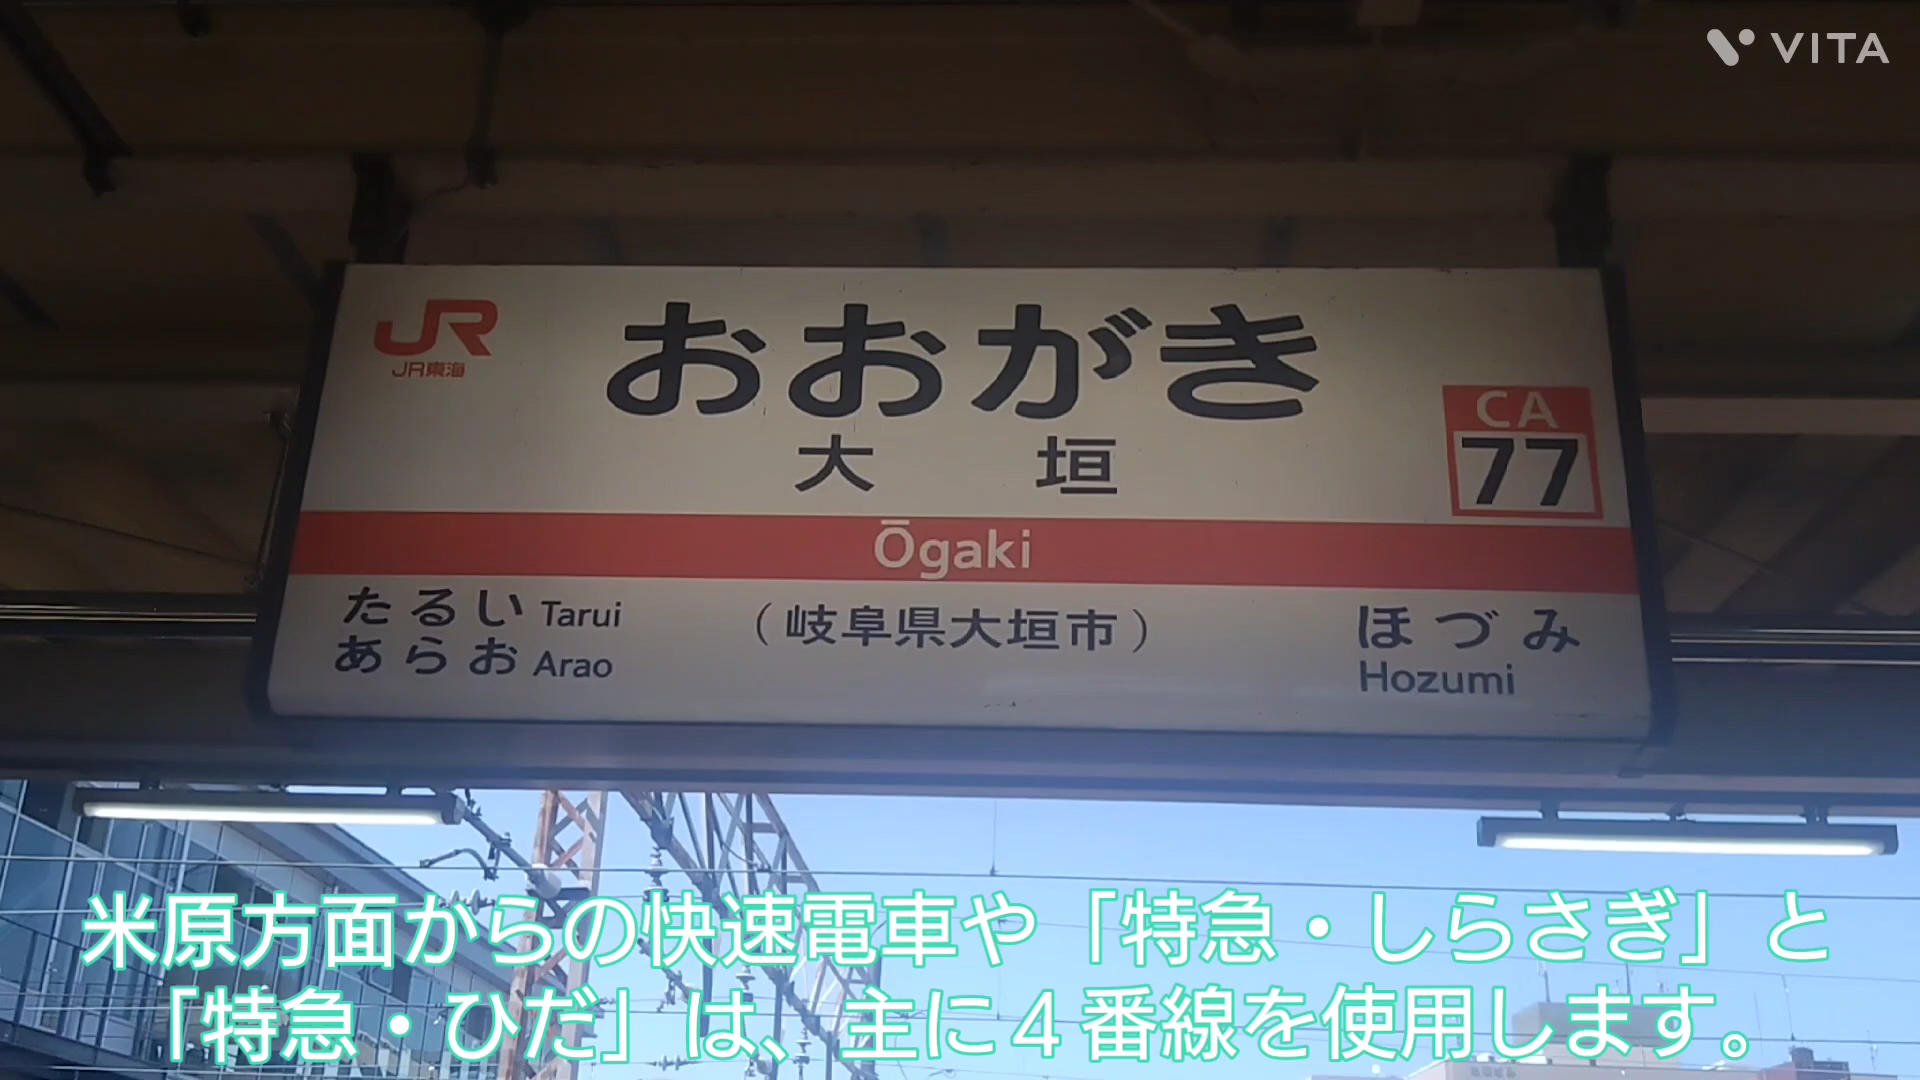 VITA
JR
JR東海
おおがき
大垣
CA
77
Ōgaki
たるい Tarui
あらお Arao
(岐阜県大垣市)
ほづみ
Hozumi
米原方面からの快速電車や「特急・しらさぎ」と
「特急・ひだ」は、主に４番線を使用します。